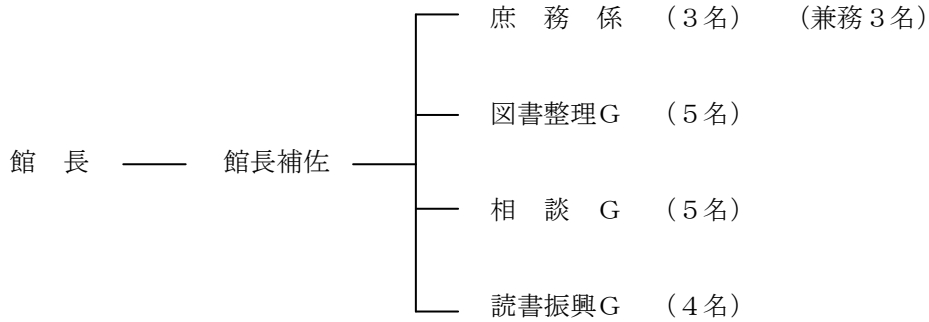 庶　務　係　（３名）　（兼務３名）
図書整理Ｇ　（５名）
館　長　館長補佐
相　談　Ｇ　（５名）
読書振興Ｇ　（４名）